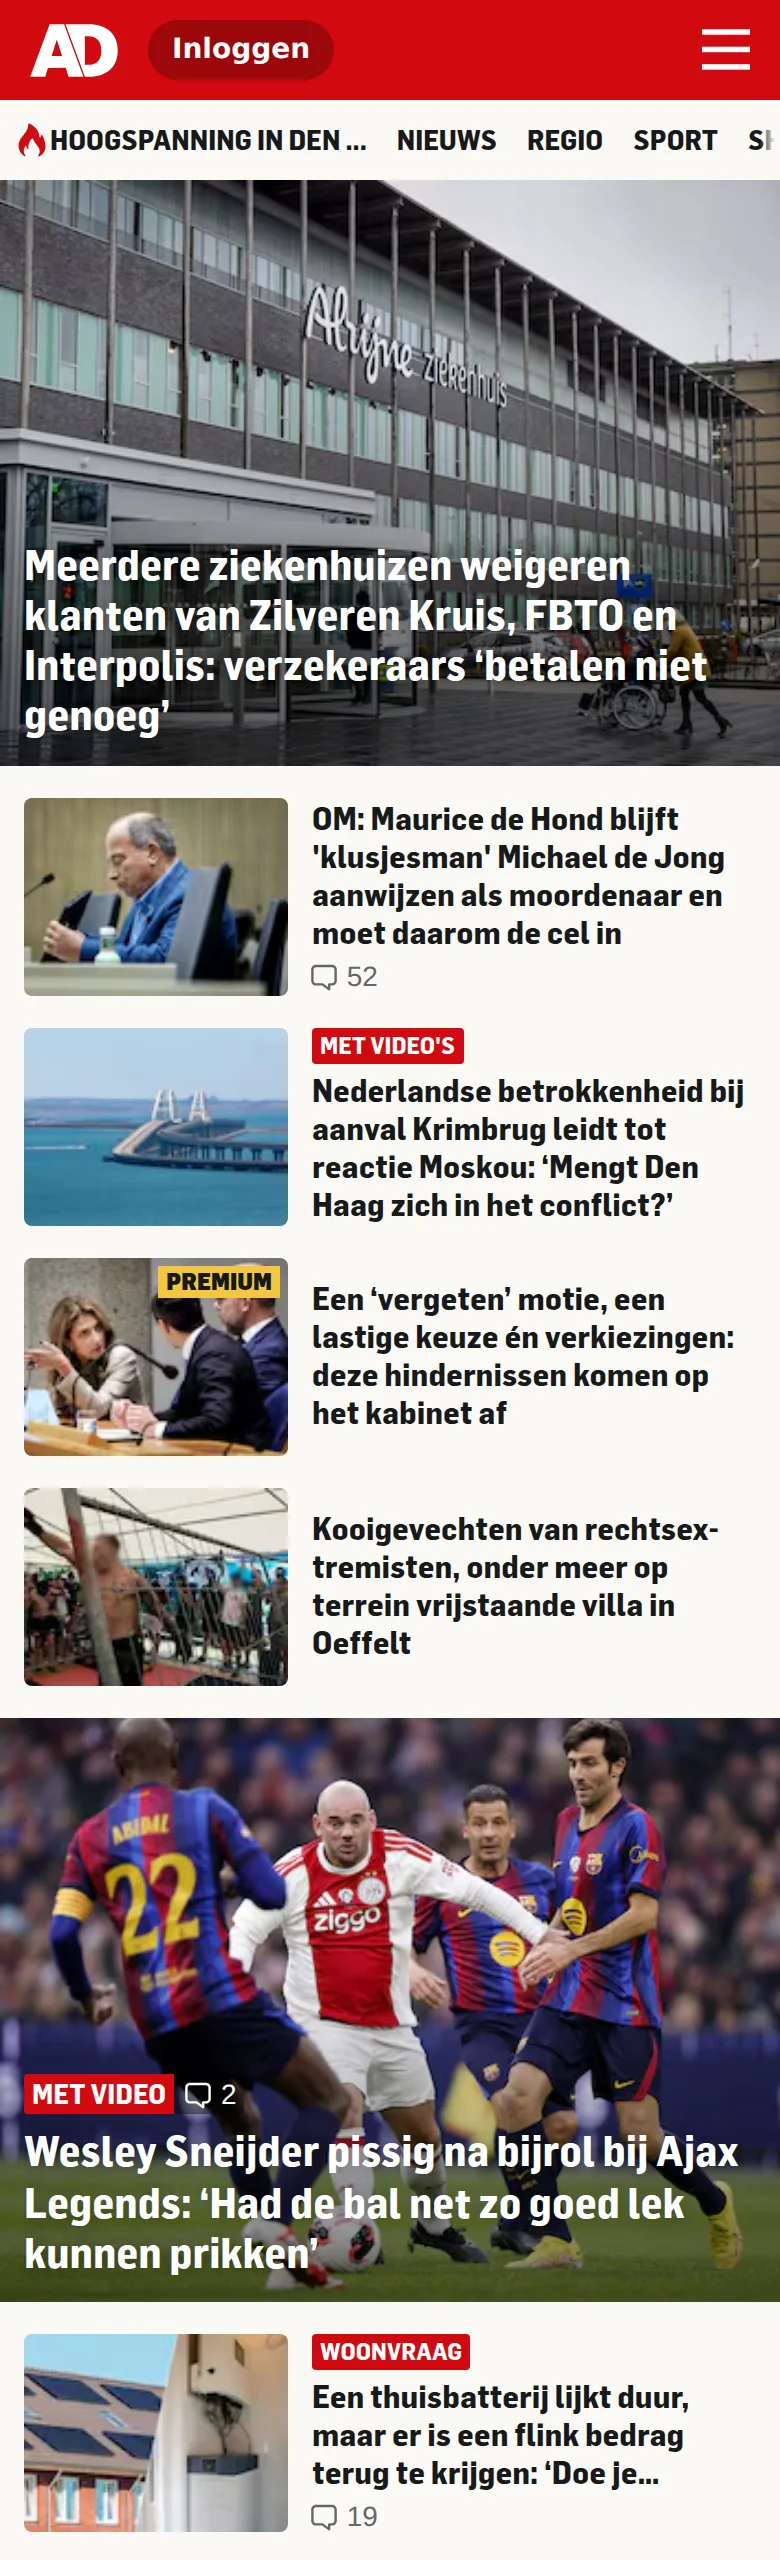 AD
Inloggen
HOOGSPANNING IN DEN ...
NIEUWS
REGIO
SPORT
Alrijne ziekenhuis
Meerdere ziekenhuizen weigeren
klanten van Zilveren Kruis, FBTO en
Interpolis: verzekeraars ‘betalen niet
genoeg’
OM: Maurice de Hond blijft
'klusjesman' Michael de Jong
aanwijzen als moordenaar en
moet daarom de cel in
52
MET VIDEO'S
Nederlandse betrokkenheid bij
aanval Krimbrug leidt tot
reactie Moskou: ‘Mengt Den
Haag zich in het conflict?’
PREMIUM
Een ‘vergeten’ motie, een
lastige keuze én verkiezingen:
deze hindernissen komen op
het kabinet af
Kooigevechten van rechtsex-
tremisten, onder meer op
terrein vrijstaande villa in
Oeffelt
ABIDAL
22
ziggo
MET VIDEO
2
Wesley Sneijder pissig na bijrol bij Ajax
Legends: ‘Had de bal net zo goed lek
kunnen prikken’
WOONVRAAG
Een thuisbatterij lijkt duur,
maar er is een flink bedrag
terug te krijgen: ‘Doe je...
19